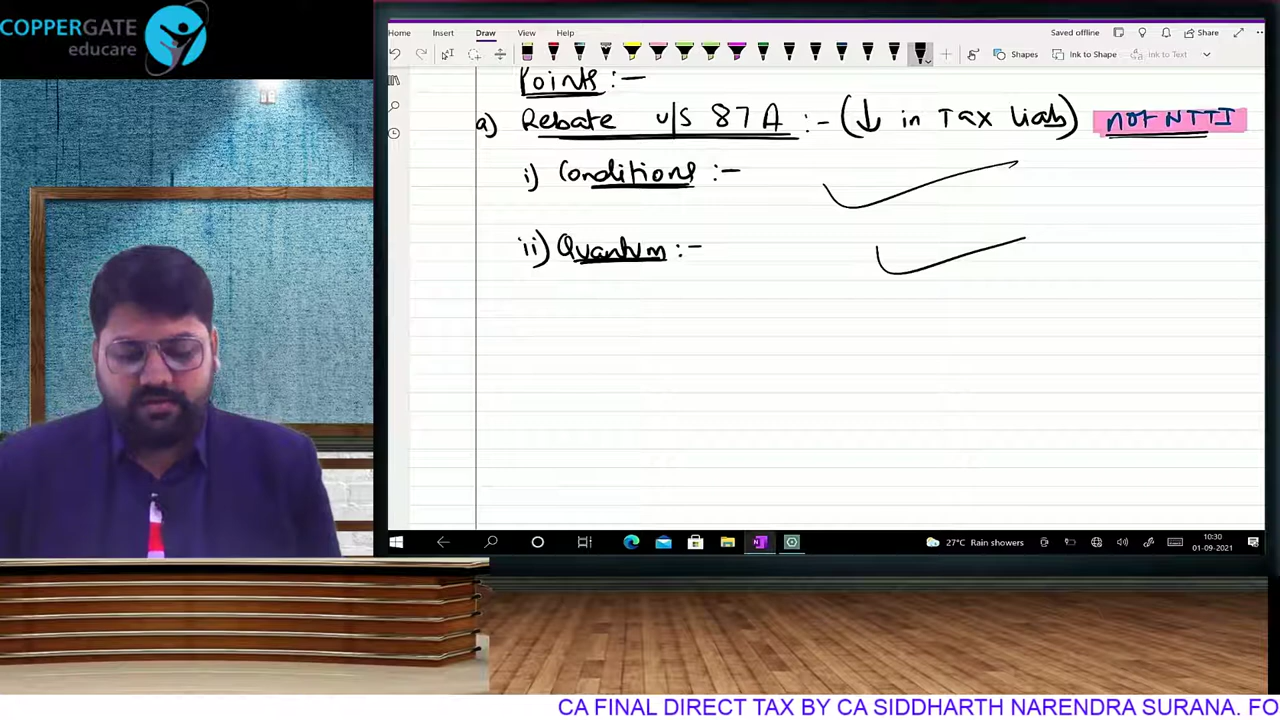 COPPERGATE
educare
Home Insert Draw View Help
Saved offline
Share
Shapes
Ink to Shape
Ink to Text
Points :-
a) Rebate u/s 87A :- (↓ in Tax liab) not NTTI
i) Conditions :-
ii) Quantum :-
27°C Rain showers
10:30
01-09-2021
CA FINAL DIRECT TAX BY CA SIDDHARTH NARENDRA SURANA. FO